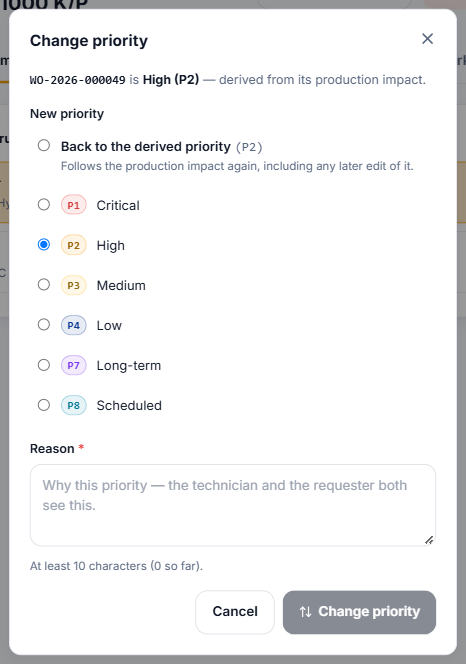 1000 K/P
Change priority
WO-2026-000049 is High (P2) — derived from its production impact.
New priority
Back to the derived priority (P2)
Follows the production impact again, including any later edit of it.
P1 Critical
P2 High
P3 Medium
P4 Low
P7 Long-term
P8 Scheduled
Reason *
Why this priority — the technician and the requester both
see this.
At least 10 characters (0 so far).
Cancel
Change priority